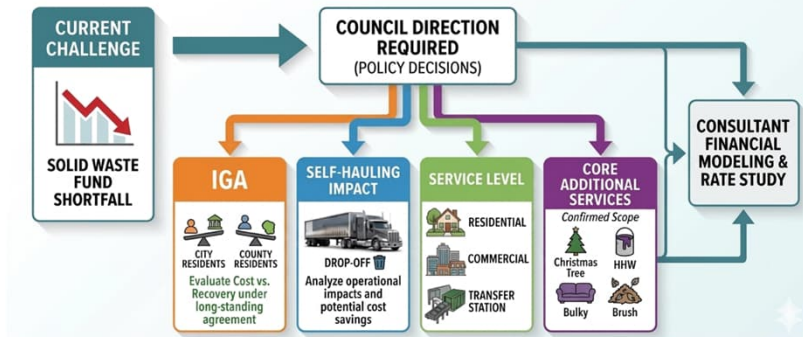 CURRENT
CHALLENGE
SOLID WASTE
FUND
SHORTFALL
COUNCIL DIRECTION
REQUIRED
(POLICY DECISIONS)
IGA
CITY
RESIDENTS
COUNTY
RESIDENTS
Evaluate Cost vs.
Recovery under
long-standing
agreement
SELF-HAULING
IMPACT
DROP-OFF
Analyze operational
impacts and
potential cost
savings
SERVICE LEVEL
RESIDENTIAL
COMMERCIAL
TRANSFER
STATION
CORE
ADDITIONAL
SERVICES
Confirmed Scope
Christmas
Tree
HHW
Bulky
Brush
CONSULTANT
FINANCIAL
MODELING &
RATE STUDY